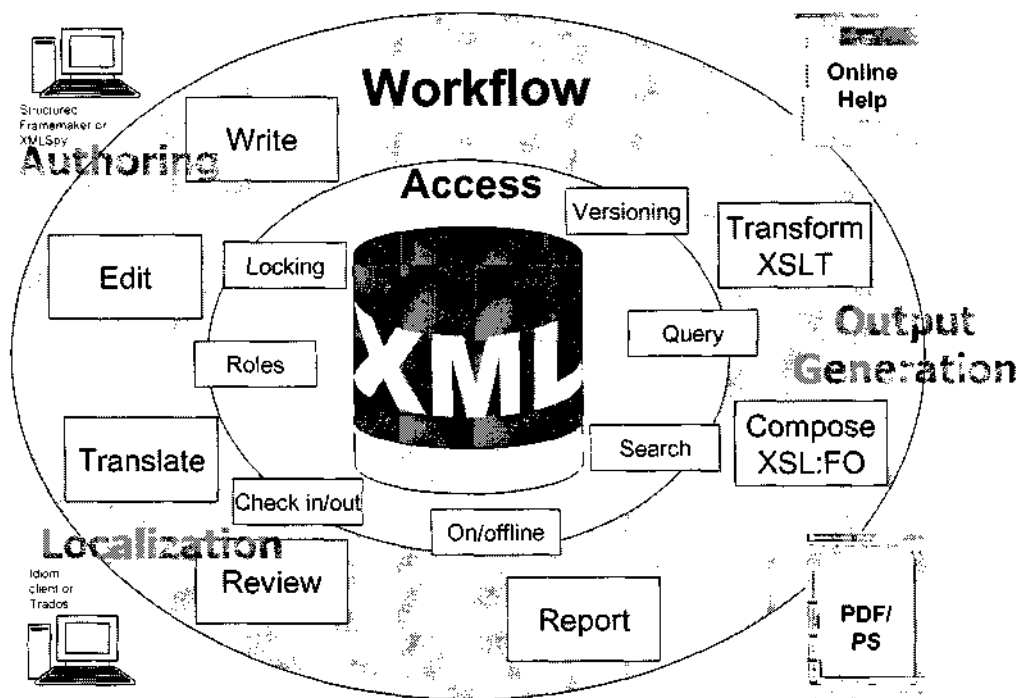 Structured
Framemaker or
XMLSpy
Authoring
Workflow
Online
Help
Write
Access
Versioning
Transform
XSLT
Edit
Locking
XML
Query
Output
Generation
Roles
Search
Compose
XSL:FO
Translate
Check in/out
On/offline
Localization
Idiom
client or
Trados
Review
Report
PDF/
PS